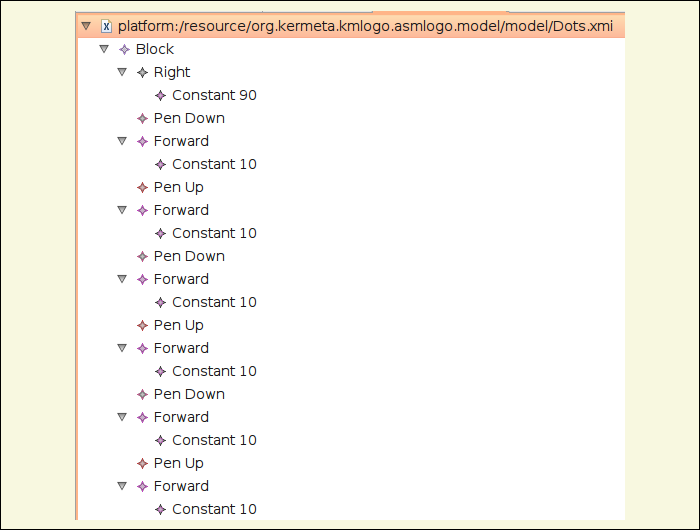 platform:/resource/org.kermeta.kmlogo.asmlogo.model/model/Dots.xmi
Block
Right
Constant 90
Pen Down
Forward
Constant 10
Pen Up
Forward
Constant 10
Pen Down
Forward
Constant 10
Pen Up
Forward
Constant 10
Pen Down
Forward
Constant 10
Pen Up
Forward
Constant 10